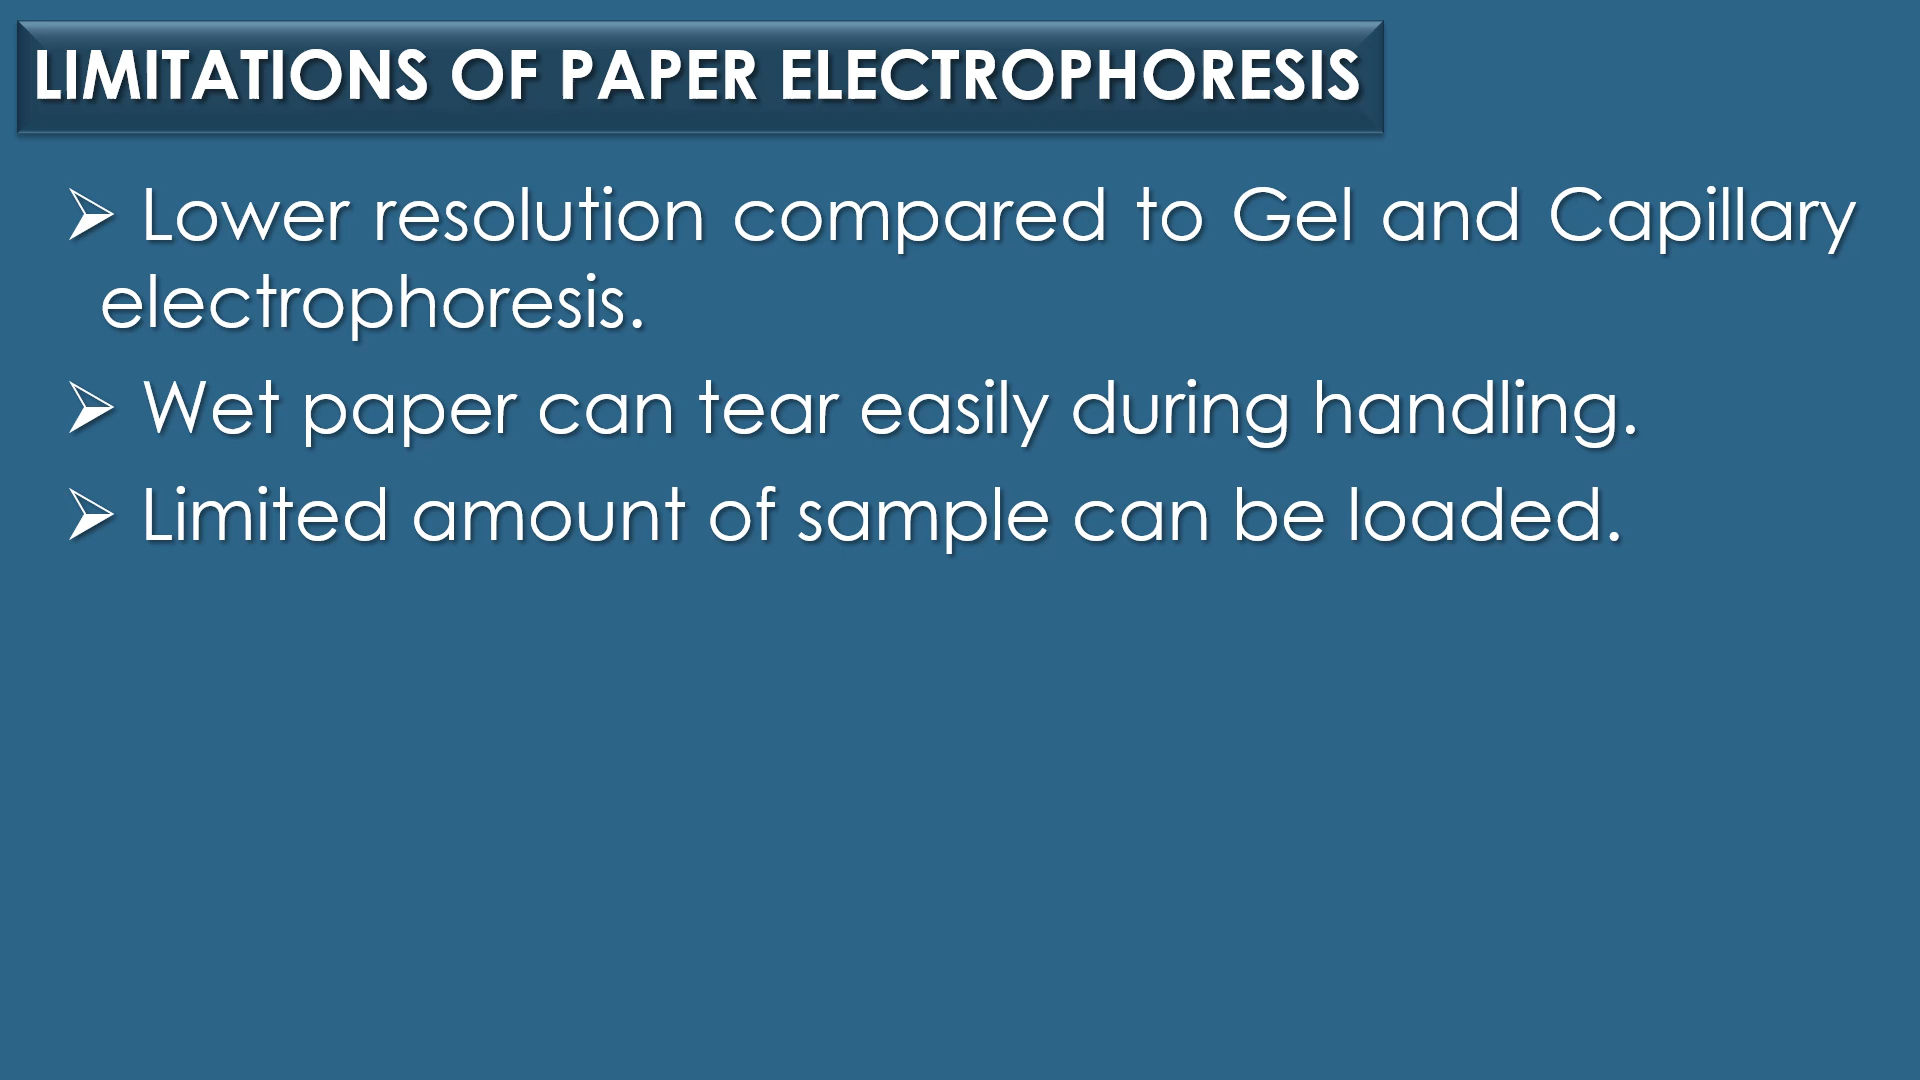 LIMITATIONS OF PAPER ELECTROPHORESIS
➢ Lower resolution compared to Gel and Capillary
electrophoresis.
➢ Wet paper can tear easily during handling.
➢ Limited amount of sample can be loaded.